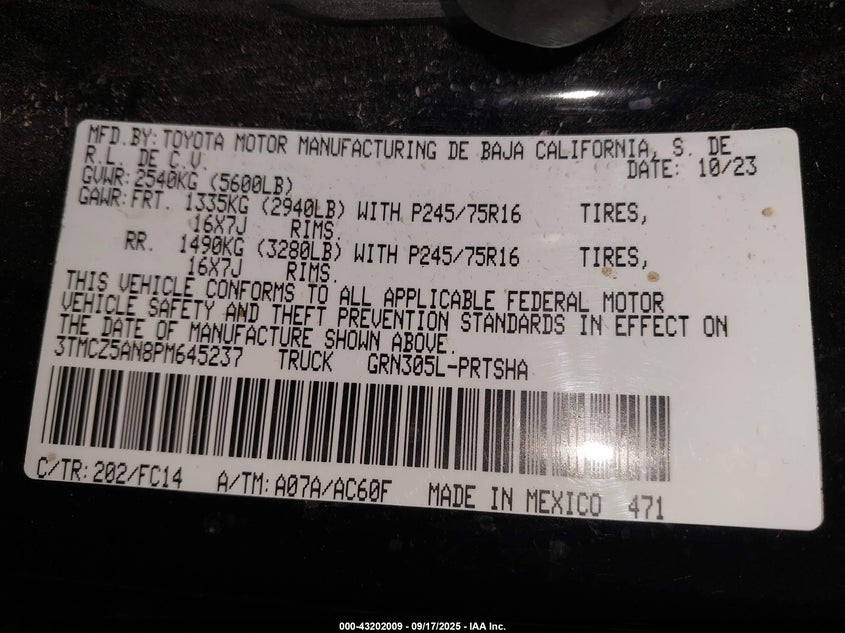 MFD.BY:TOYOTA MOTOR MANUFACTURING DE BAJA CALIFORNIA, S. DE
R.L. DE C.V. DATE: 10/23
GVWR:2540KG (5600LB)
GAWR:FRT. 1335KG (2940LB) WITH P245/75R16 TIRES,
16X7J RIMS.
RR. 1490KG (3280LB) WITH P245/75R16 TIRES,
16X7J RIMS.
THIS VEHICLE CONFORMS TO ALL APPLICABLE FEDERAL MOTOR
VEHICLE SAFETY AND THEFT PREVENTION STANDARDS IN EFFECT ON
THE DATE OF MANUFACTURE SHOWN ABOVE.
3TMCZ5AN8PM645237 TRUCK GRN305L-PRTSHA
C/TR:202/FC14 A/TM:A07A/AC60F MADE IN MEXICO 471
000-43202009 - 09/17/2025 - IAA Inc.